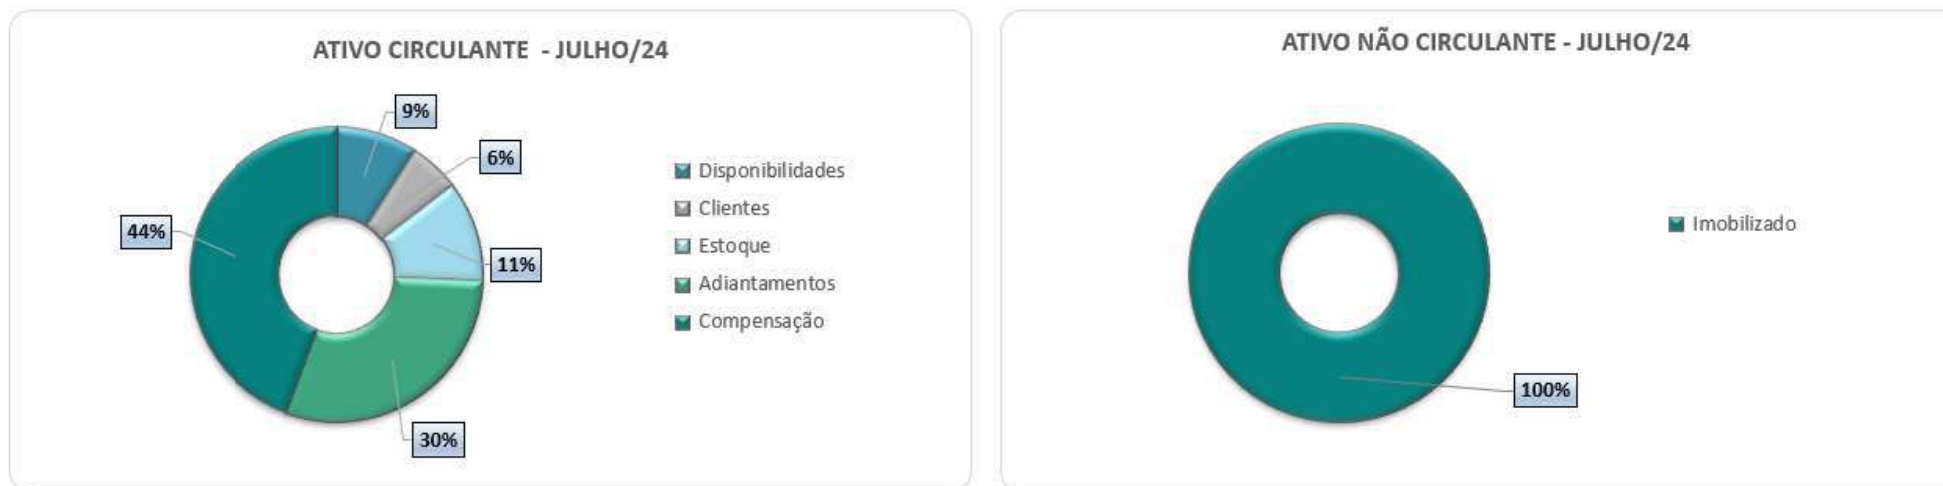 ATIVO CIRCULANTE - JULHO/24
9%
6%
44%
11%
30%
Disponibilidades
Clientes
Estoque
Adiantamentos
Compensação
ATIVO NÃO CIRCULANTE - JULHO/24
Imobilizado
100%